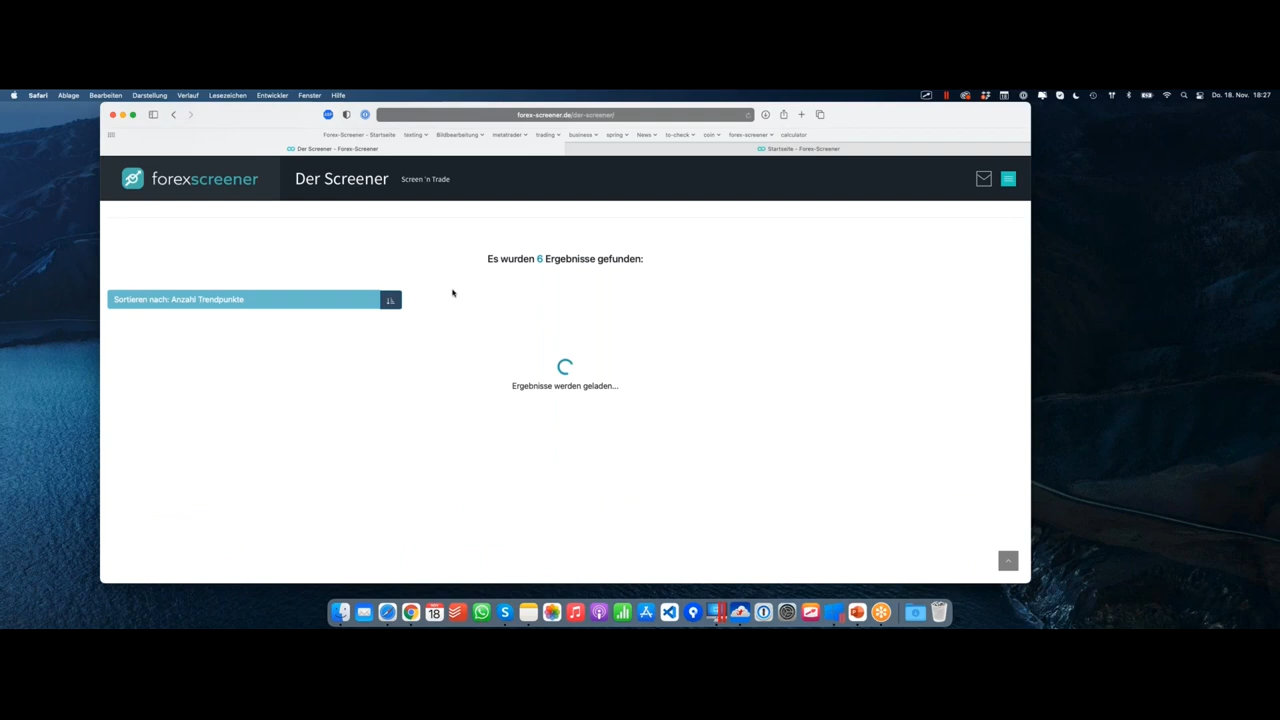 Safari Ablage Bearbeiten Darstellung Verlauf Lesezeichen Entwickler Fenster Hilfe Do. 18. Nov. 18:27
forex-screener.de/der-screener/
Forex-Screener - Startseite texting Bildbearbeitung metatrader trading business spring News to-check coin forex-screener calculator
Der Screener - Forex-Screener Startseite - Forex-Screener
forexscreener Der Screener Screen 'n Trade
Es wurden 6 Ergebnisse gefunden:
Sortieren nach: Anzahl Trendpunkte
Ergebnisse werden geladen...
18